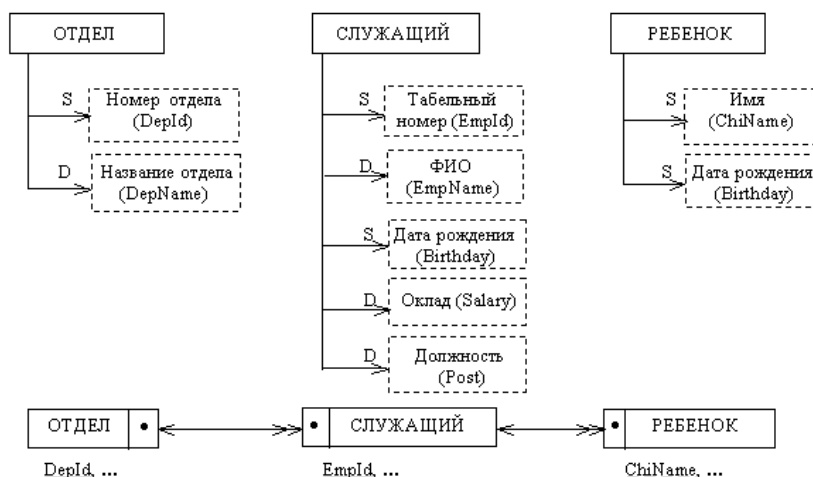 ОТДЕЛ
S
Номер отдела
(DepId)
D
Название отдела
(DepName)
СЛУЖАЩИЙ
S
Табельный
номер (EmpId)
D
ФИО
(EmpName)
S
Дата рождения
(Birthday)
D
Оклад (Salary)
D
Должность
(Post)
РЕБЕНОК
S
Имя
(ChiName)
S
Дата рождения
(Birthday)
ОТДЕЛ
СЛУЖАЩИЙ
РЕБЕНОК
DepId, ...
EmpId, ...
ChiName, ...